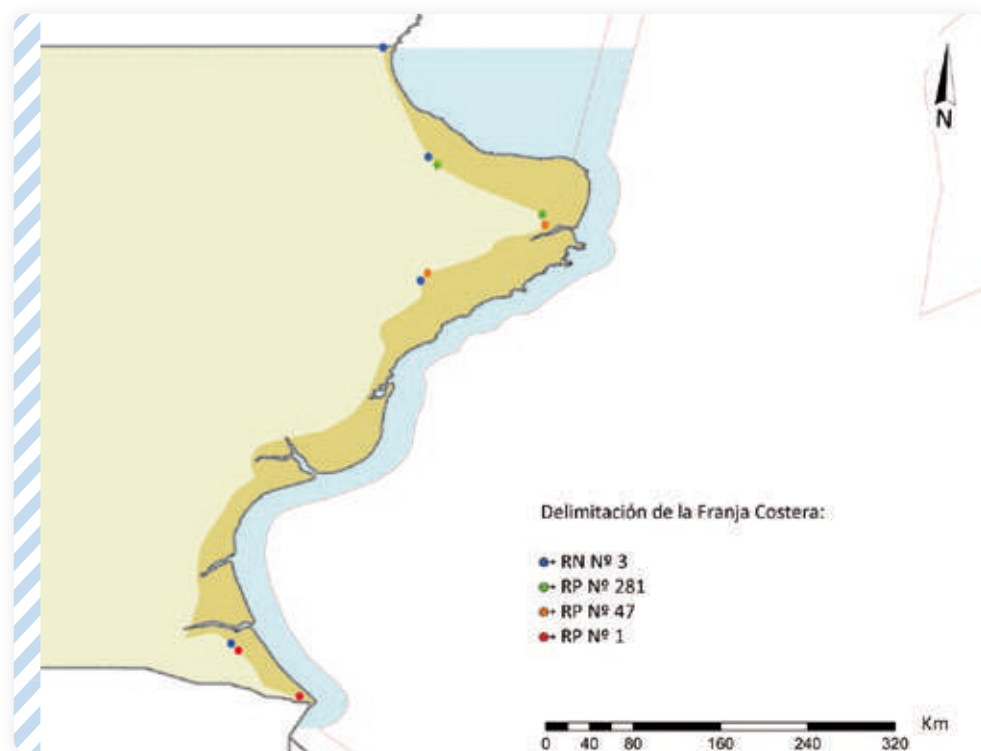 N
Delimitación de la Franja Costera:
RN Nº 3
RP Nº 281
RP Nº 47
RP Nº 1
Km
0 40 80 160 240 320